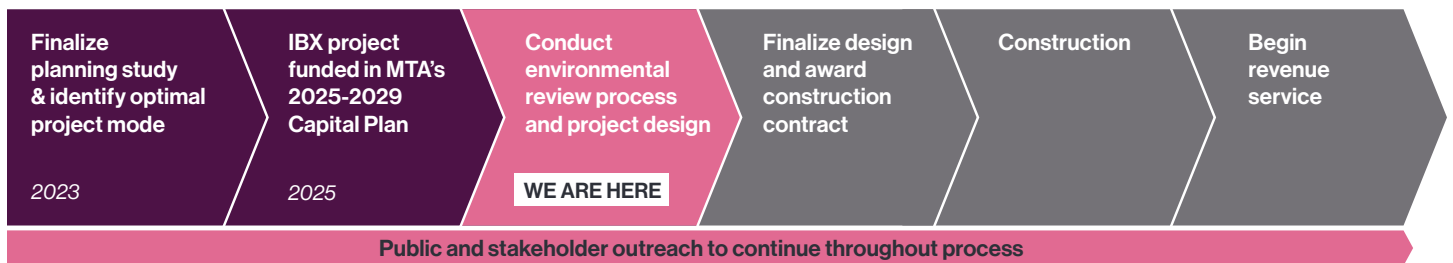 Finalize
planning study
& identify optimal
project mode
2023
IBX project
funded in MTA's
2025-2029
Capital Plan
2025
Conduct
environmental
review process
and project design
WE ARE HERE
Finalize design
and award
construction
contract
Construction
Begin
revenue
service
Public and stakeholder outreach to continue throughout process